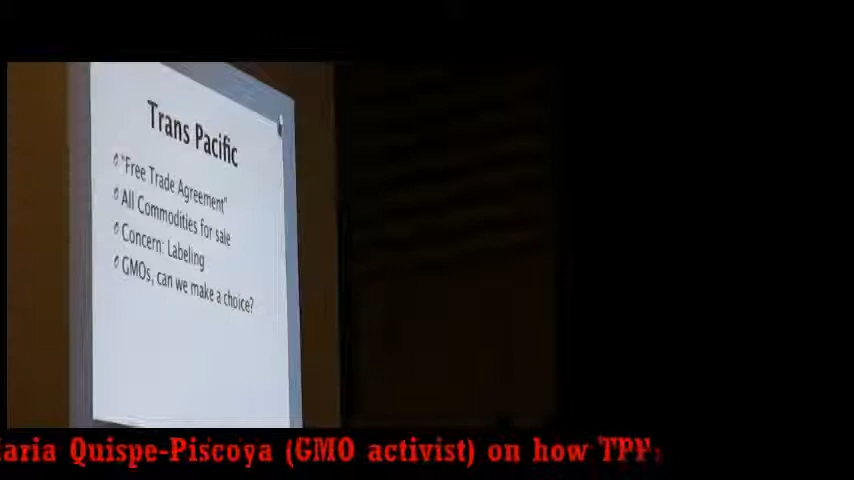 Trans Pacific
"Free Trade Agreement"
All Commodities for sale
Concern: Labeling
GMOs, can we make a choice?
Quispe-Piscoya (GMO activist) on how